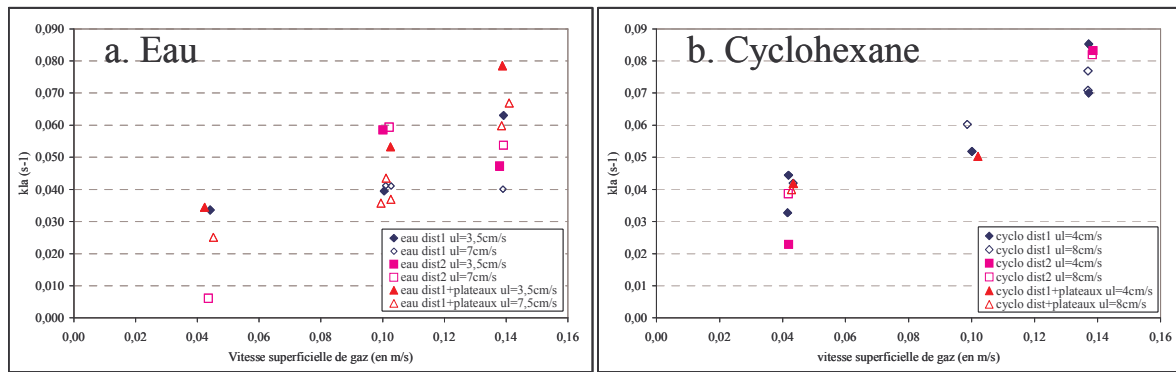 a. Eau
kla (s-1)
0,090
0,080
0,070
0,060
0,050
0,040
0,030
0,020
0,010
0,000
eau dist1 ul=3,5cm/s
eau dist1 ul=7cm/s
eau dist2 ul=3,5cm/s
eau dist2 ul=7cm/s
eau dist1+plateaux ul=3,5cm/s
eau dist1+plateaux ul=7,5cm/s
0,00 0,02 0,04 0,06 0,08 0,10 0,12 0,14 0,16
Vitesse superficielle de gaz (en m/s)
b. Cyclohexane
kla (s-1)
0,09
0,08
0,07
0,06
0,05
0,04
0,03
0,02
0,01
0
cyclo dist1 ul=4cm/s
cyclo dist1 ul=8cm/s
cyclo dist2 ul=4cm/s
cyclo dist2 ul=8cm/s
cyclo dist1+plateaux ul=4cm/s
cyclo dist+plateaux ul=8cm/s
0,00 0,02 0,04 0,06 0,08 0,10 0,12 0,14 0,16
vitesse superficielle de gaz (en m/s)